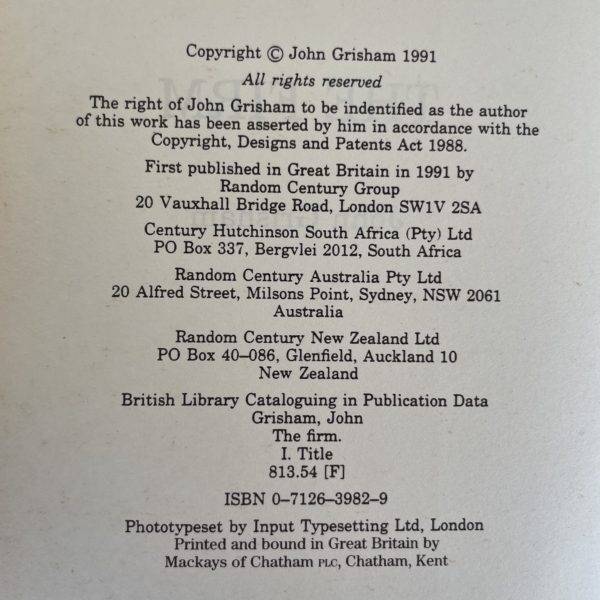 Copyright © John Grisham 1991
All rights reserved
The right of John Grisham to be indentified as the author
of this work has been asserted by him in accordance with the
Copyright, Designs and Patents Act 1988.
First published in Great Britain in 1991 by
Random Century Group
20 Vauxhall Bridge Road, London SW1V 2SA
Century Hutchinson South Africa (Pty) Ltd
PO Box 337, Bergvlei 2012, South Africa
Random Century Australia Pty Ltd
20 Alfred Street, Milsons Point, Sydney, NSW 2061
Australia
Random Century New Zealand Ltd
PO Box 40–086, Glenfield, Auckland 10
New Zealand
British Library Cataloguing in Publication Data
Grisham, John
The firm.
I. Title
813.54 [F]
ISBN 0–7126–3982–9
Phototypeset by Input Typesetting Ltd, London
Printed and bound in Great Britain by
Mackays of Chatham PLC, Chatham, Kent